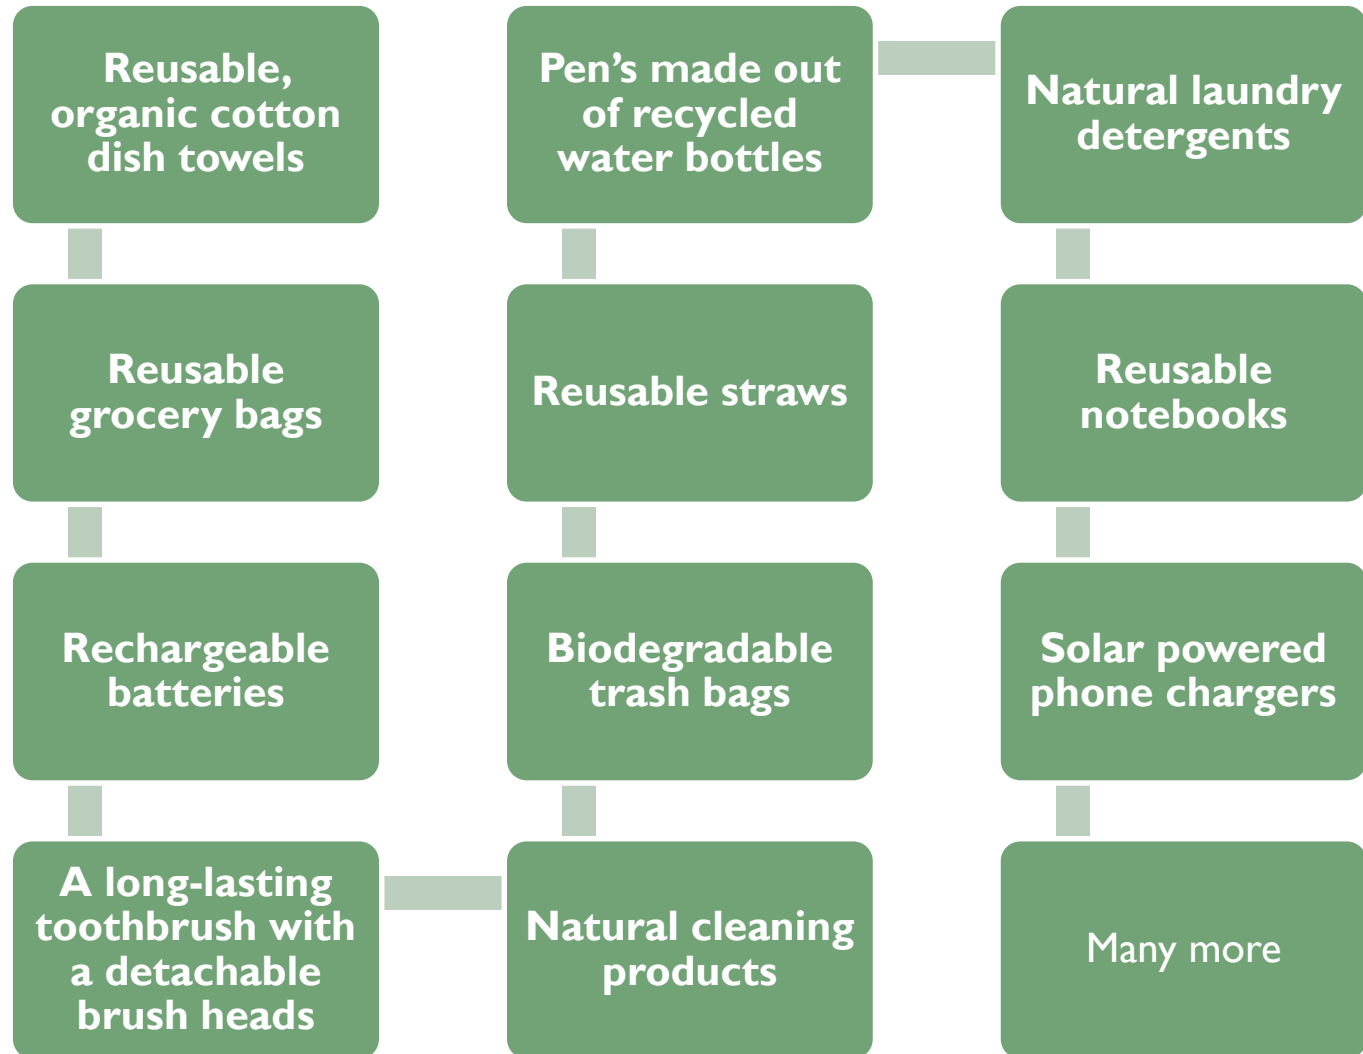 Reusable,
organic cotton
dish towels
Reusable
grocery bags
Rechargeable
batteries
A long-lasting
toothbrush with
a detachable
brush heads
Natural cleaning
products
Biodegradable
trash bags
Reusable straws
Pen’s made out
of recycled
water bottles
Natural laundry
detergents
Reusable
notebooks
Solar powered
phone chargers
Many more